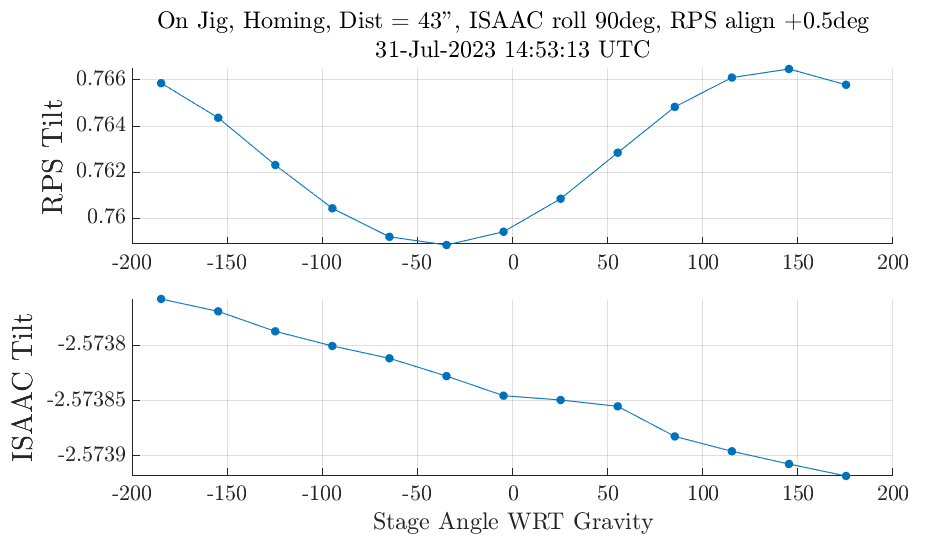 On Jig, Homing, Dist = 43”, ISAAC roll 90deg, RPS align +0.5deg
31-Jul-2023 14:53:13 UTC
RPS Tilt
0.766
0.764
0.762
0.76
-200 -150 -100 -50 0 50 100 150 200
ISAAC Tilt
-2.5738
-2.57385
-2.5739
-200 -150 -100 -50 0 50 100 150 200
Stage Angle WRT Gravity